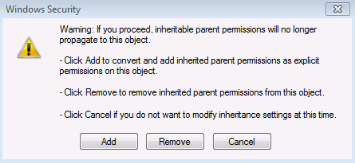 Windows Security
Warning: If you proceed, inheritable parent permissions will no longer
propagate to this object.
- Click Add to convert and add inherited parent permissions as explicit
permissions on this object.
- Click Remove to remove inherited parent permissions from this object.
- Click Cancel if you do not want to modify inheritance settings at this time.
Add Remove Cancel